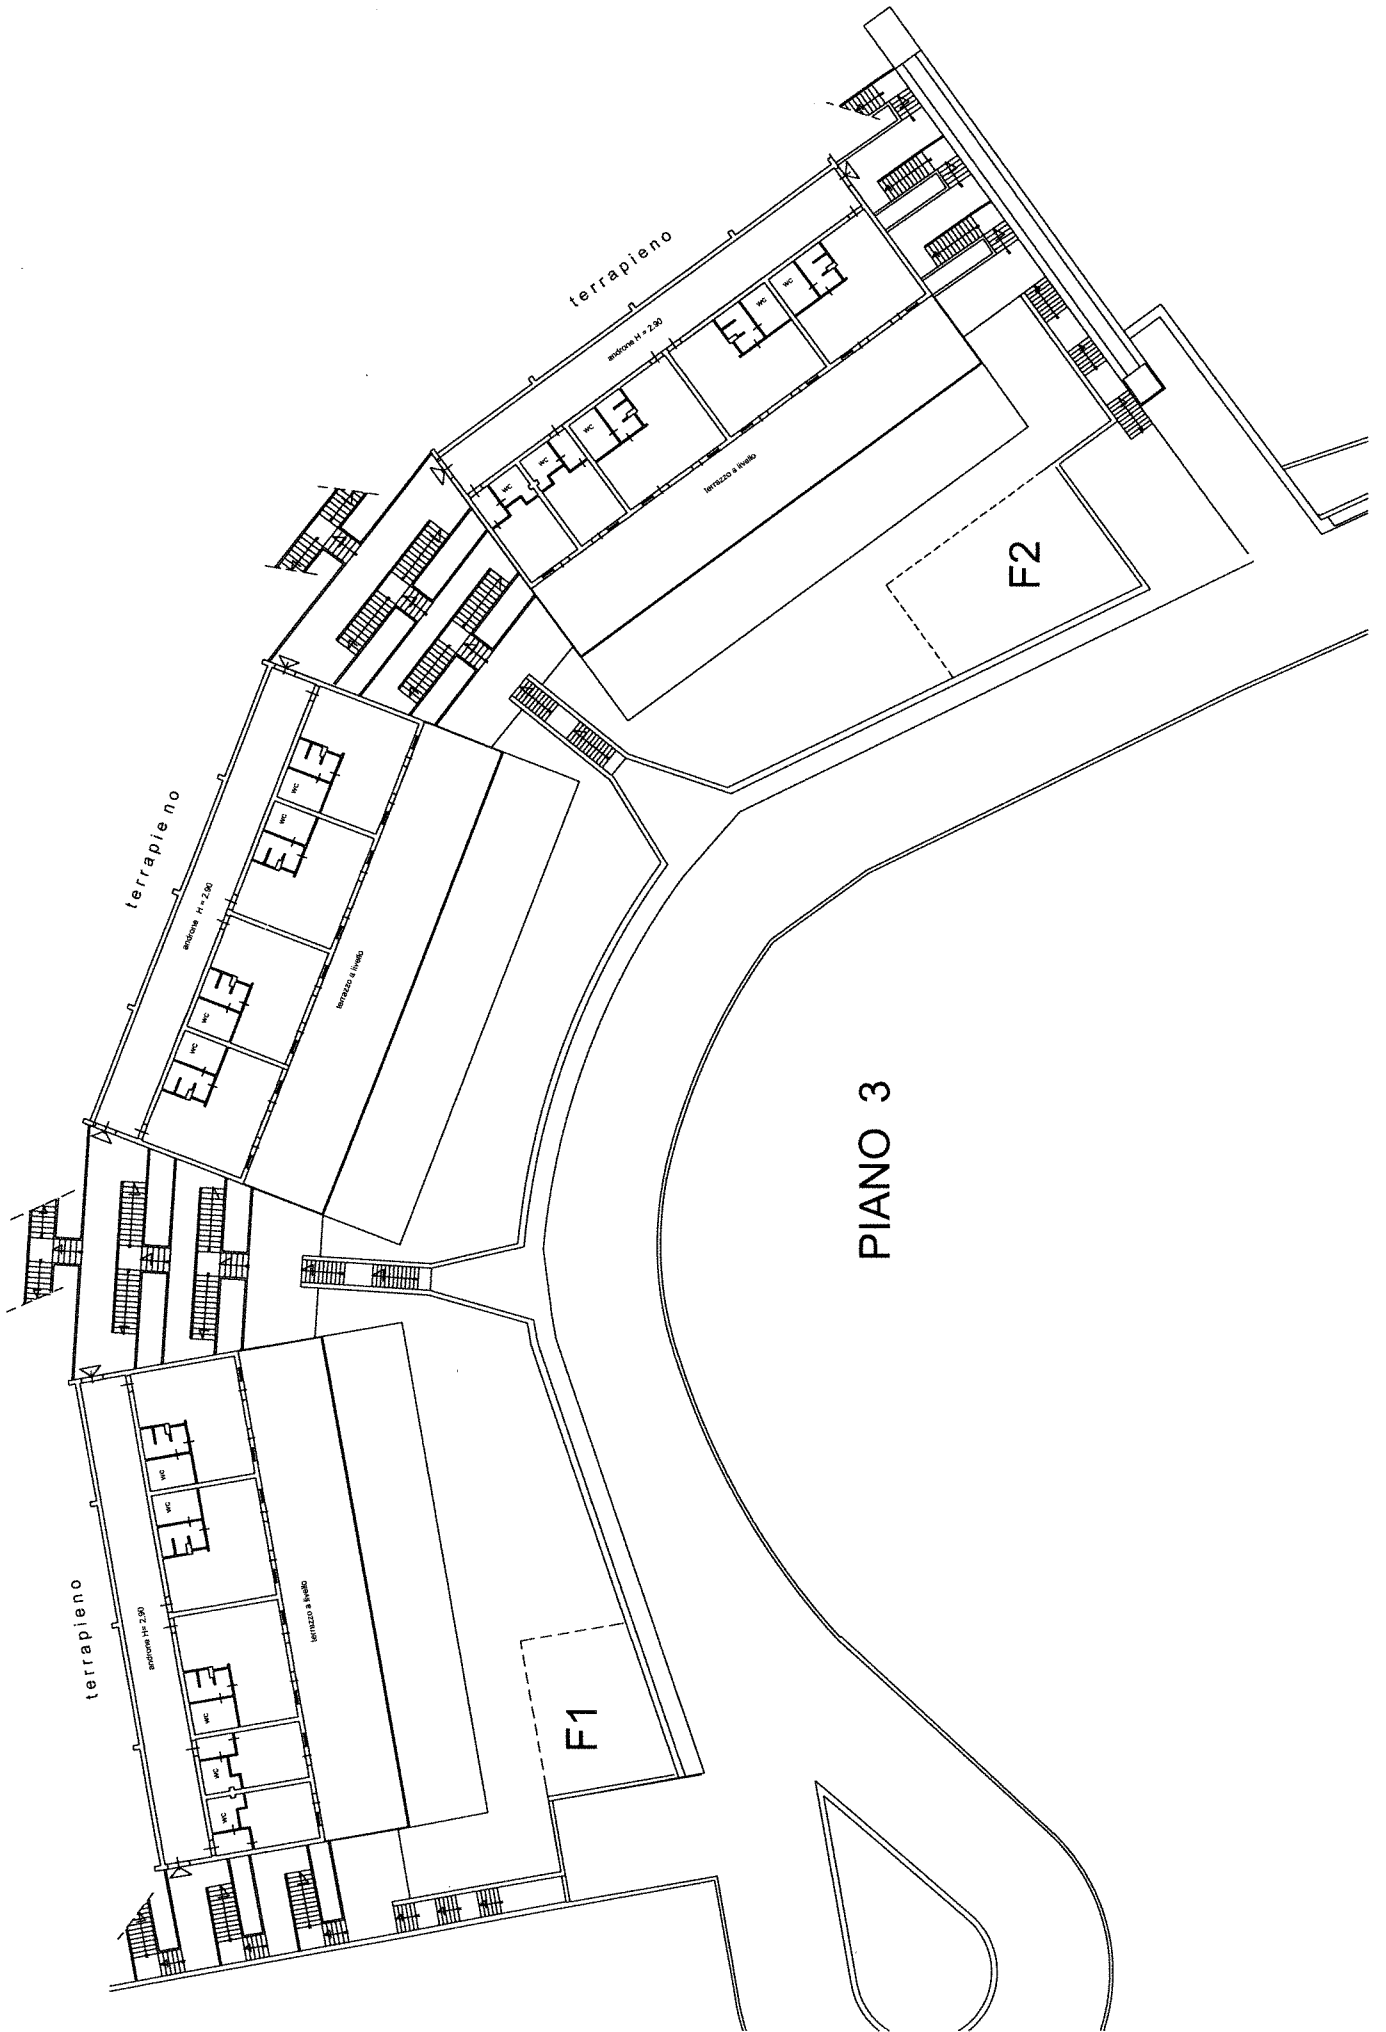 terrapieno
androne H = 2.90
WC
WC
WC
WC
WC
terrazzo a livello
F2
terrapieno
androne H = 2.90
WC
WC
WC
WC
terrazzo a livello
PIANO 3
terrapieno
androne H= 2.90
WC
WC
WC
WC
WC
terrazzo a livello
F1